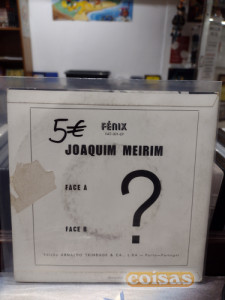 5€
FÉNIX
JOAQUIM MEIRIM
FACE A
FACE B
?
coisas